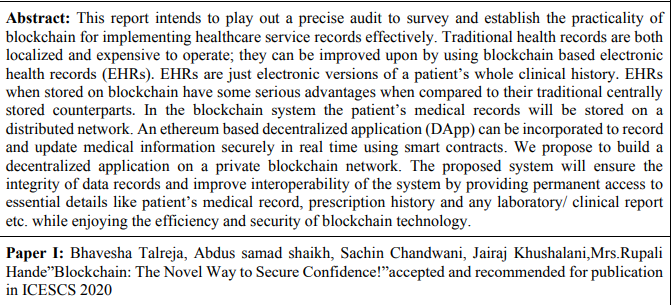 Abstract: This report intends to play out a precise audit to survey and establish the practicality of
blockchain for implementing healthcare service records effectively. Traditional health records are both
localized and expensive to operate; they can be improved upon by using blockchain based electronic
health records (EHRs). EHRs are just electronic versions of a patient's whole clinical history. EHRs
when stored on blockchain have some serious advantages when compared to their traditional centrally
stored counterparts. In the blockchain system the patient's medical records will be stored on a
distributed network. An ethereum based decentralized application (DApp) can be incorporated to record
and update medical information securely in real time using smart contracts. We propose to build a
decentralized application on a private blockchain network. The proposed system will ensure the
integrity of data records and improve interoperability of the system by providing permanent access to
essential details like patient's medical record, prescription history and any laboratory/ clinical report
etc. while enjoying the efficiency and security of blockchain technology.
Paper I: Bhavesha Talreja, Abdus samad shaikh, Sachin Chandwani, Jairaj Khushalani,Mrs.Rupali
Hande”Blockchain: The Novel Way to Secure Confidence!”accepted and recommended for publication
in ICESCS 2020